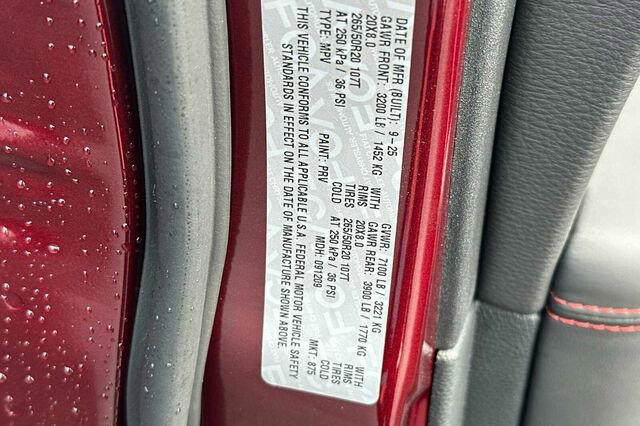 DATE OF MFR (BUILT): 9-25 GVWR: 7100 LB / 3221 KG
GAWR FRONT: 3200 LB / 1452 KG WITH GAWR REAR: 3900 LB / 1770 KG WITH
20X8.0 RIMS 20X8.0 RIMS
265/50R20 107T TIRES 265/50R20 107T TIRES
AT 250 kPa / 36 PSI COLD AT 250 kPa / 36 PSI COLD
TYPE: MPV PAINT: PRV MDH: 091209 MKT: 875
THIS VEHICLE CONFORMS TO ALL APPLICABLE U.S.A. FEDERAL MOTOR VEHICLE SAFETY
STANDARDS IN EFFECT ON THE DATE OF MANUFACTURE SHOWN ABOVE.